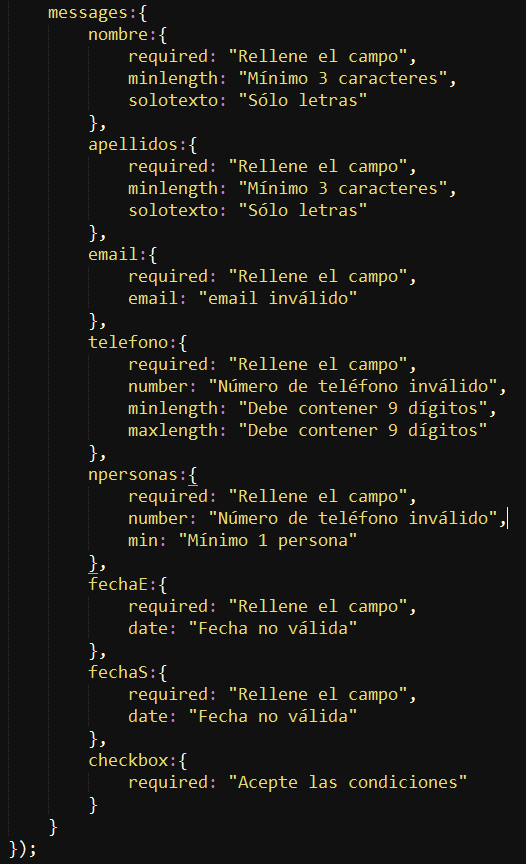 messages:{
nombre:{
required: "Rellene el campo",
minlength: "Mínimo 3 caracteres",
solotexto: "Sólo letras"
},
apellidos:{
required: "Rellene el campo",
minlength: "Mínimo 3 caracteres",
solotexto: "Sólo letras"
},
email:{
required: "Rellene el campo",
email: "email inválido"
},
telefono:{
required: "Rellene el campo",
number: "Número de teléfono inválido",
minlength: "Debe contener 9 dígitos",
maxlength: "Debe contener 9 dígitos"
},
npersonas:{
required: "Rellene el campo",
number: "Número de teléfono inválido",
min: "Mínimo 1 persona"
},
fechaE:{
required: "Rellene el campo",
date: "Fecha no válida"
},
fechaS:{
required: "Rellene el campo",
date: "Fecha no válida"
},
checkbox:{
required: "Acepte las condiciones"
}
}
});